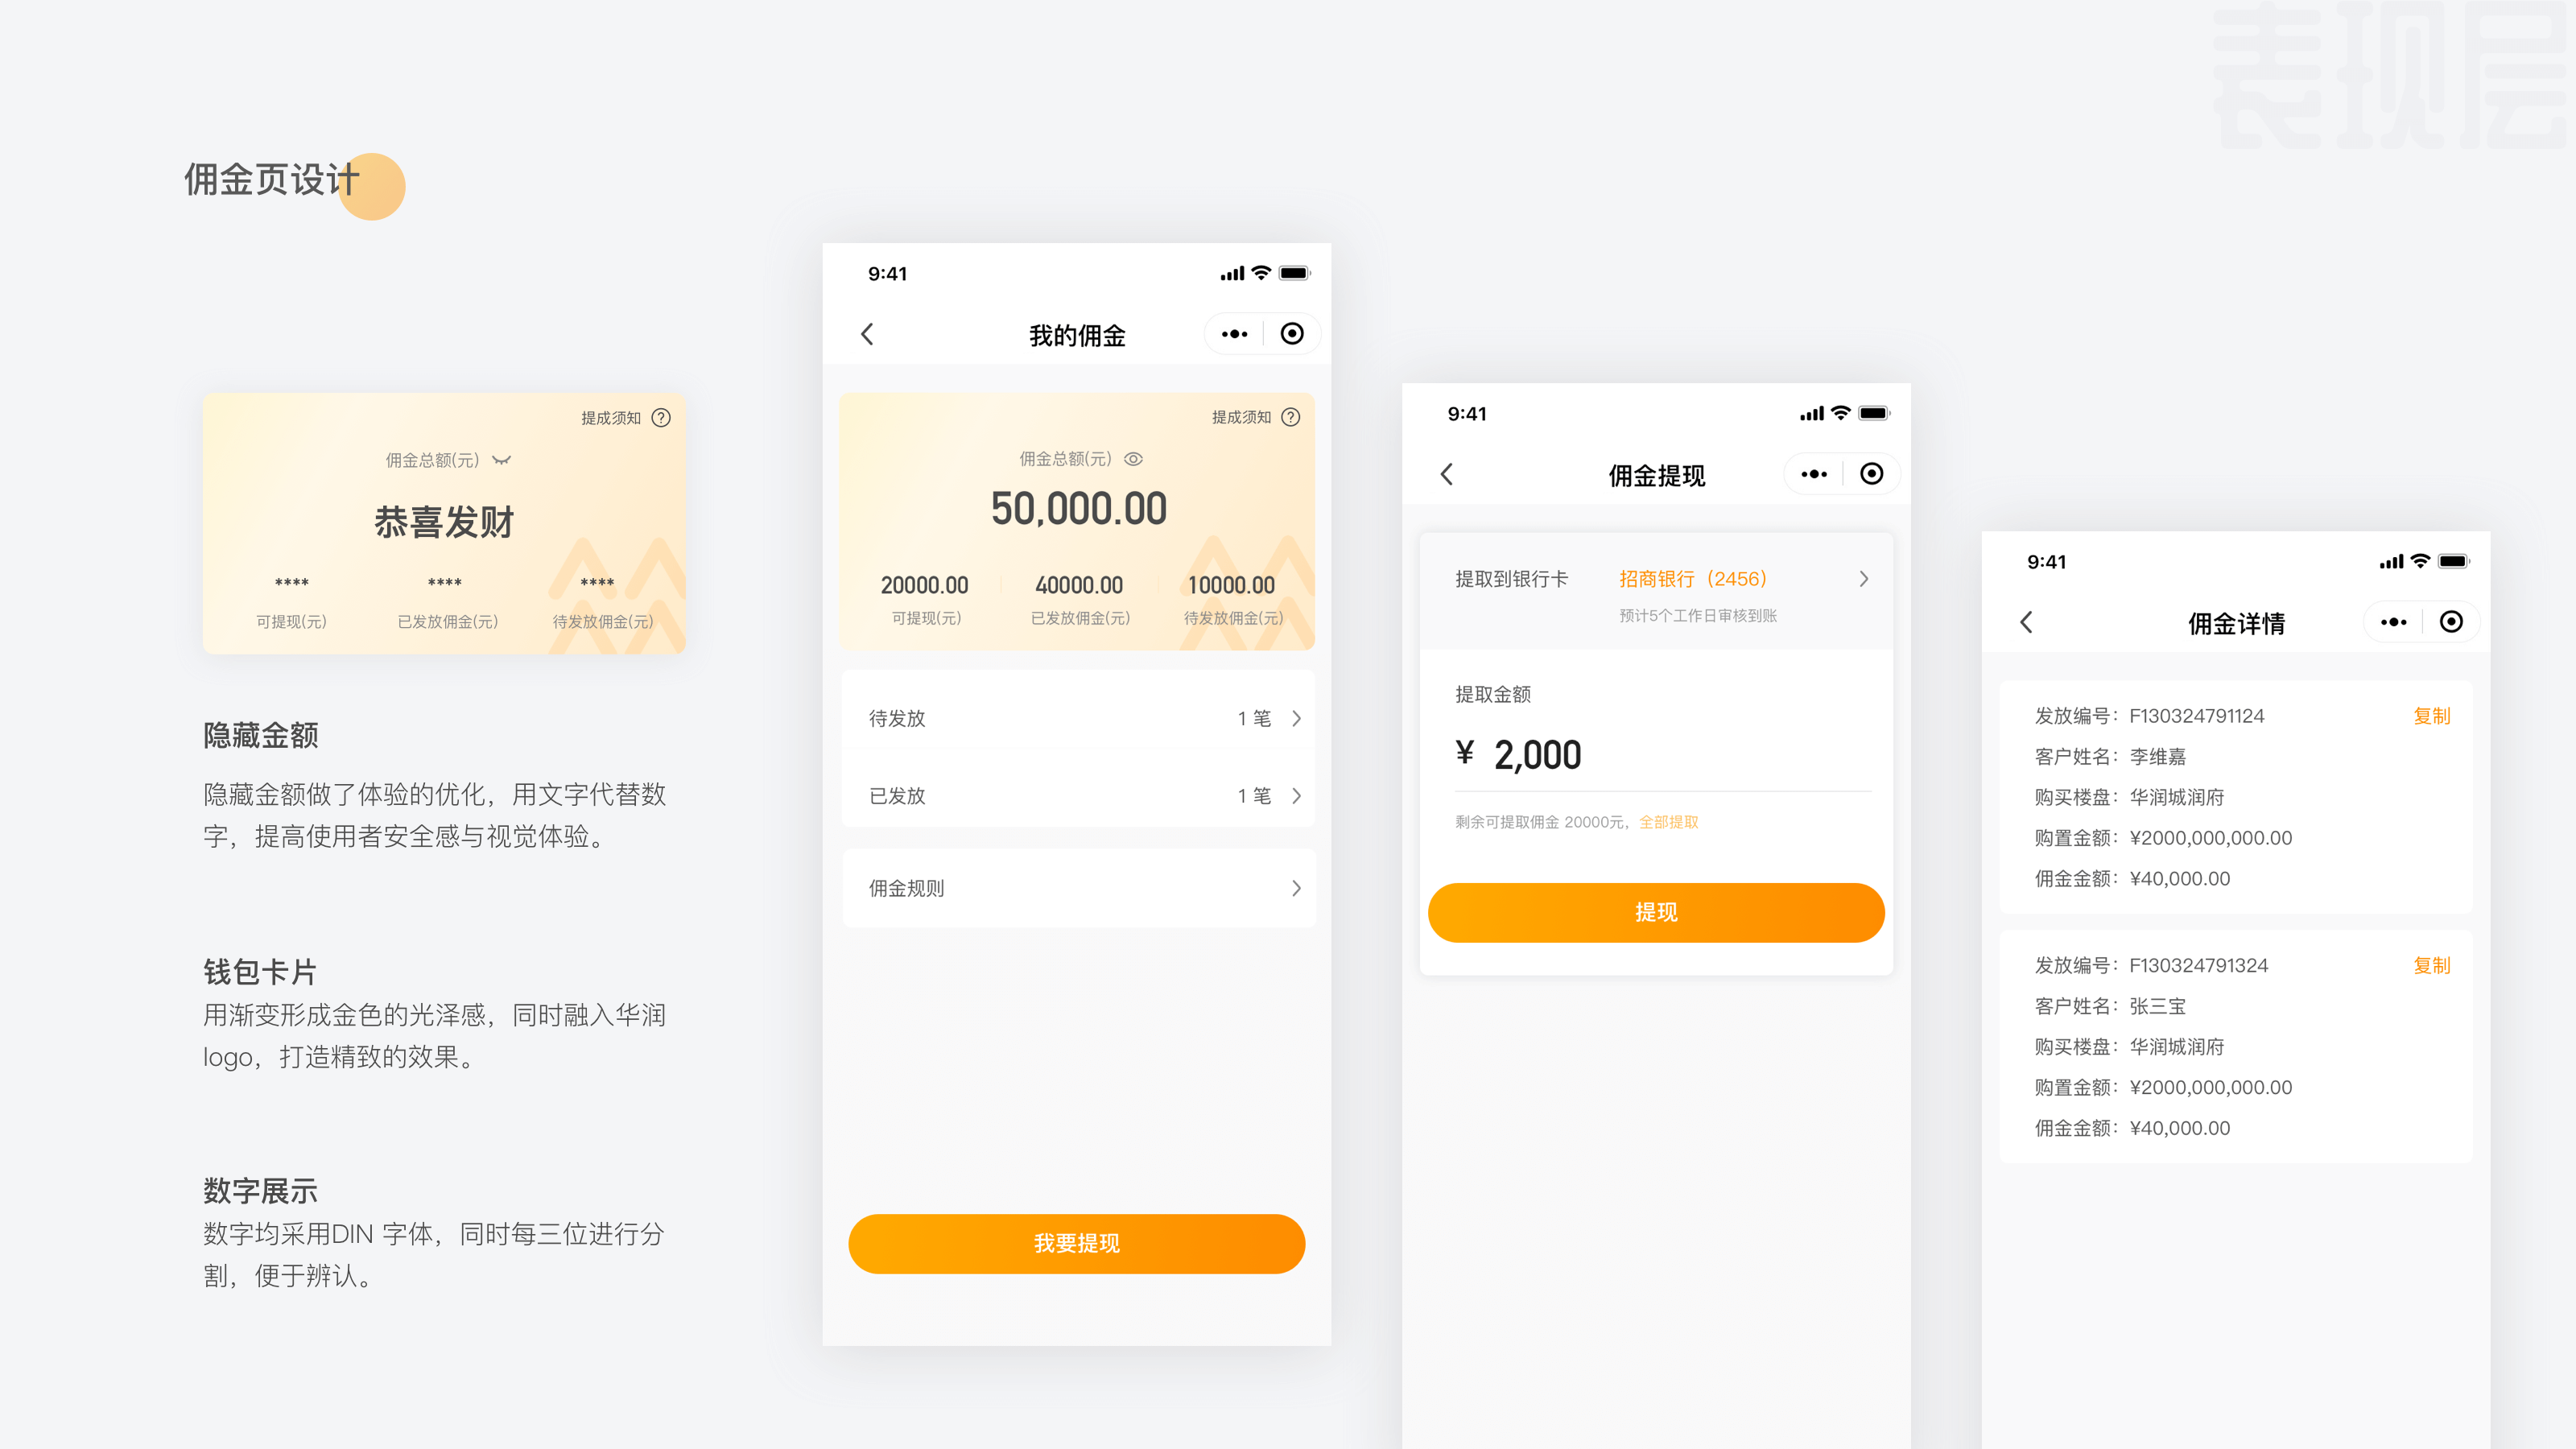 表现层
佣金页设计
提成须知
佣金总额(元)
恭喜发财
**** **** ****
可提现(元) 已发放佣金(元) 待发放佣金(元)
隐藏金额
隐藏金额做了体验的优化，用文字代替数
字，提高使用者安全感与视觉体验。
钱包卡片
用渐变形成金色的光泽感，同时融入华润
logo，打造精致的效果。
数字展示
数字均采用DIN 字体，同时每三位进行分
割，便于辨认。
9:41
我的佣金
提成须知
佣金总额(元)
50,000.00
20000.00 40000.00 10000.00
可提现(元) 已发放佣金(元) 待发放佣金(元)
待发放 1 笔
已发放 1 笔
佣金规则
我要提现
9:41
佣金提现
提取到银行卡 招商银行（2456）
预计5个工作日审核到账
提取金额
¥ 2,000
剩余可提取佣金 20000元，全部提取
提现
9:41
佣金详情
发放编号：F130324791124 复制
客户姓名：李维嘉
购买楼盘：华润城润府
购置金额：¥2000,000,000.00
佣金金额：¥40,000.00
发放编号：F130324791324 复制
客户姓名：张三宝
购买楼盘：华润城润府
购置金额：¥2000,000,000.00
佣金金额：¥40,000.00